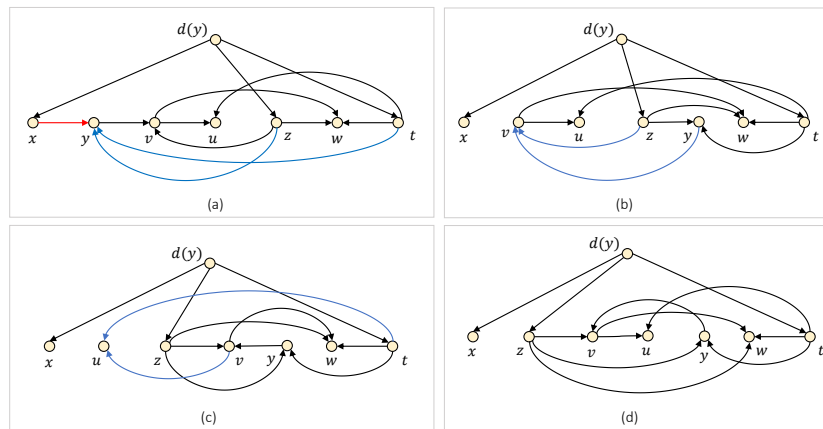 d(y)
x y v u z w t
(a)
d(y)
x v u z y w t
(b)
d(y)
x u z v y w t
(c)
d(y)
x z v u y w t
(d)